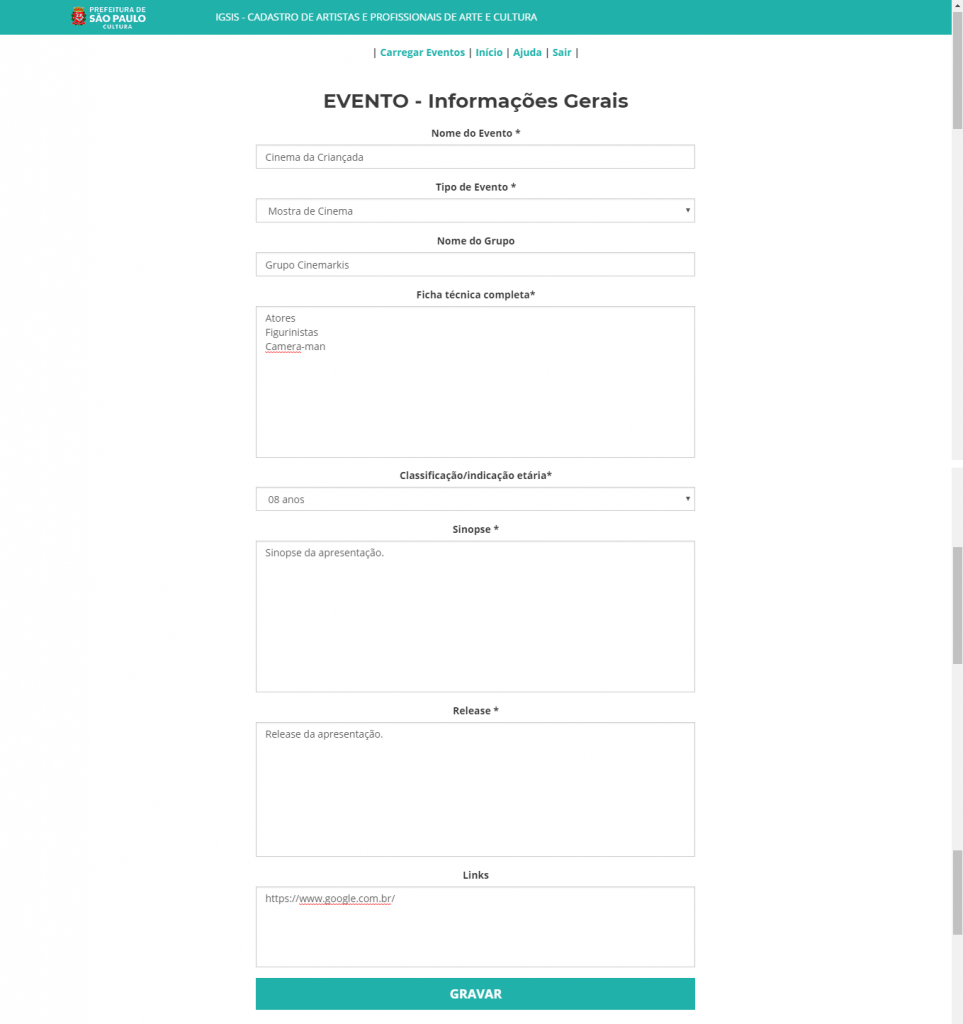 PREFEITURA DE
SÃO PAULO
CULTURA
IGSIS - CADASTRO DE ARTISTAS E PROFISSIONAIS DE ARTE E CULTURA
| Carregar Eventos | Início | Ajuda | Sair |
EVENTO - Informações Gerais
Nome do Evento *
Cinema da Criançada
Tipo de Evento *
Mostra de Cinema
Nome do Grupo
Grupo Cinemarkis
Ficha técnica completa*
Atores
Figurinistas
Camera-man
Classificação/indicação etária*
08 anos
Sinopse *
Sinopse da apresentação.
Release *
Release da apresentação.
Links
https://www.google.com.br/
GRAVAR